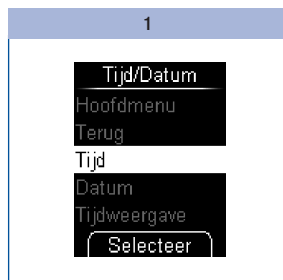 1
Tijd/Datum
Hoofdmenu
Terug
Tijd
Datum
Tijdweergave
Selecteer